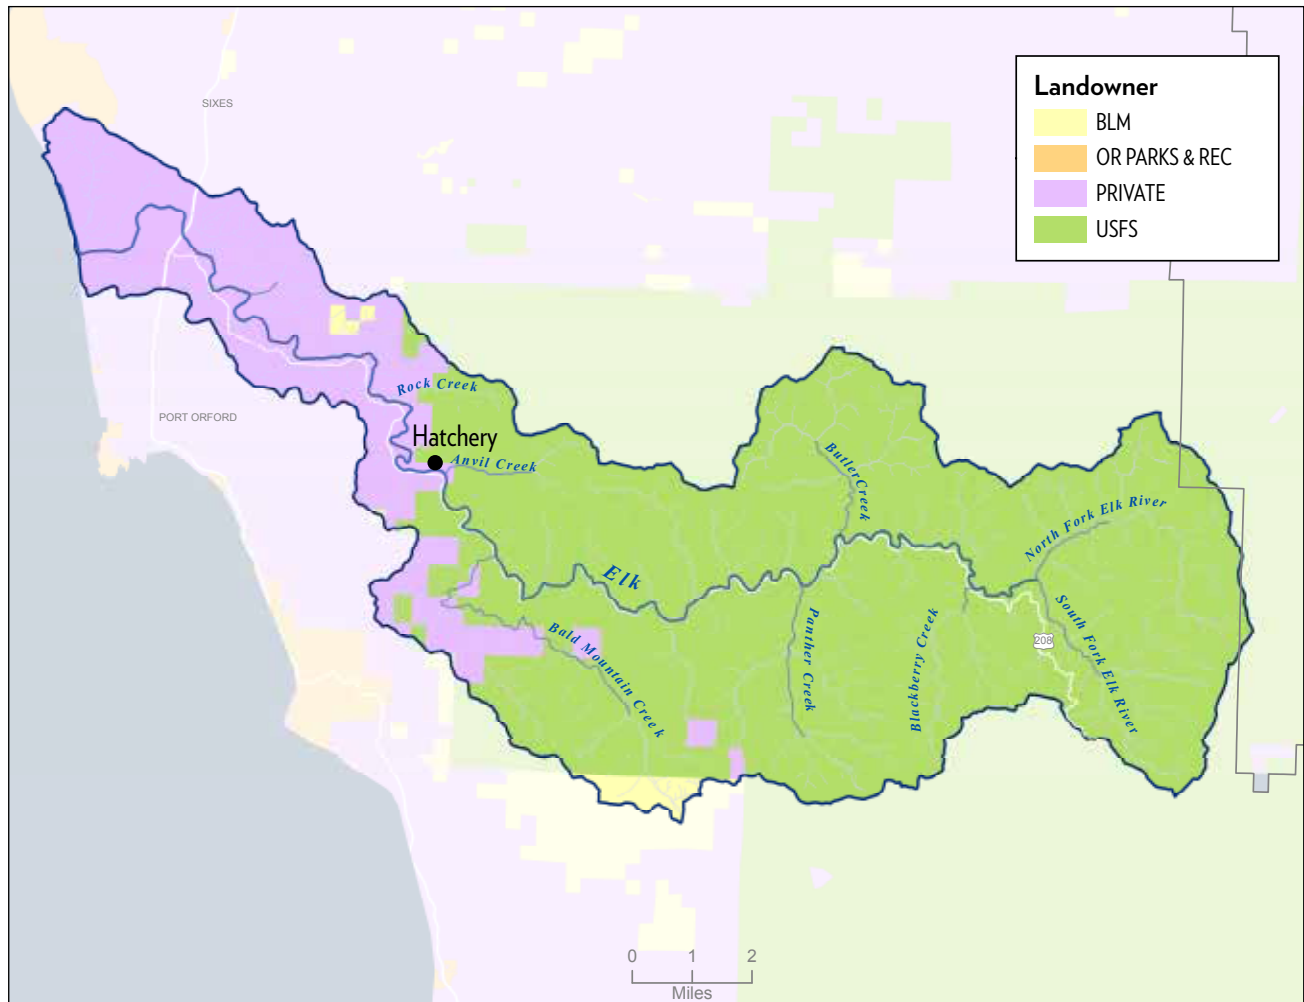 SIXES
Landowner
BLM
OR PARKS & REC
PRIVATE
USFS
Rock Creek
PORT ORFORD
Hatchery
Anvil Creek
Butler Creek
North Fork Elk River
Elk
Bald Mountain Creek
Panther Creek
Blackberry Creek
208
South Fork Elk River
0 1 2
Miles